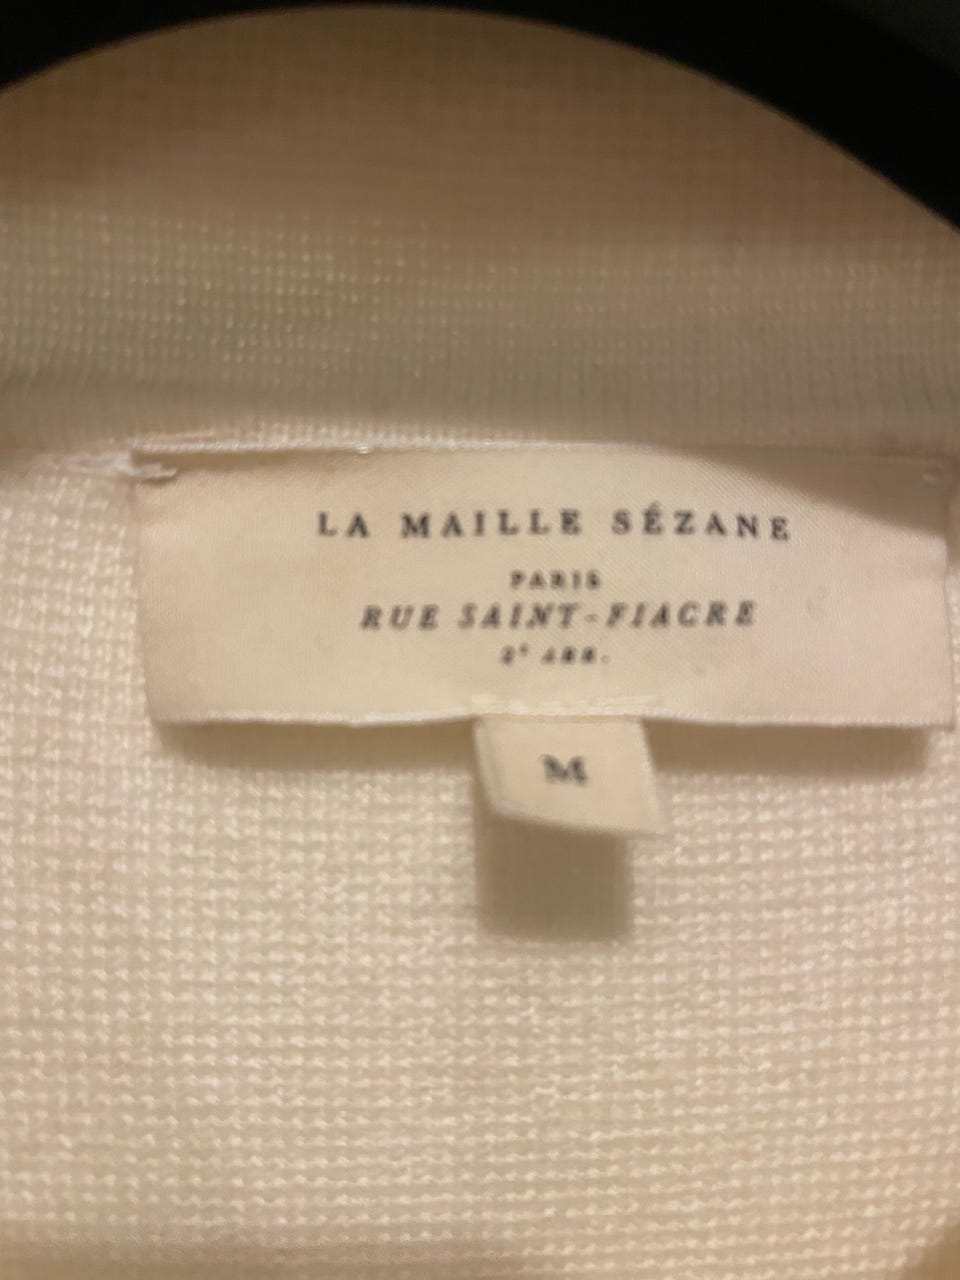 LA MAILLE SÉZANE
PARIS
RUE SAINT-FIACRE
2e ARR.
M